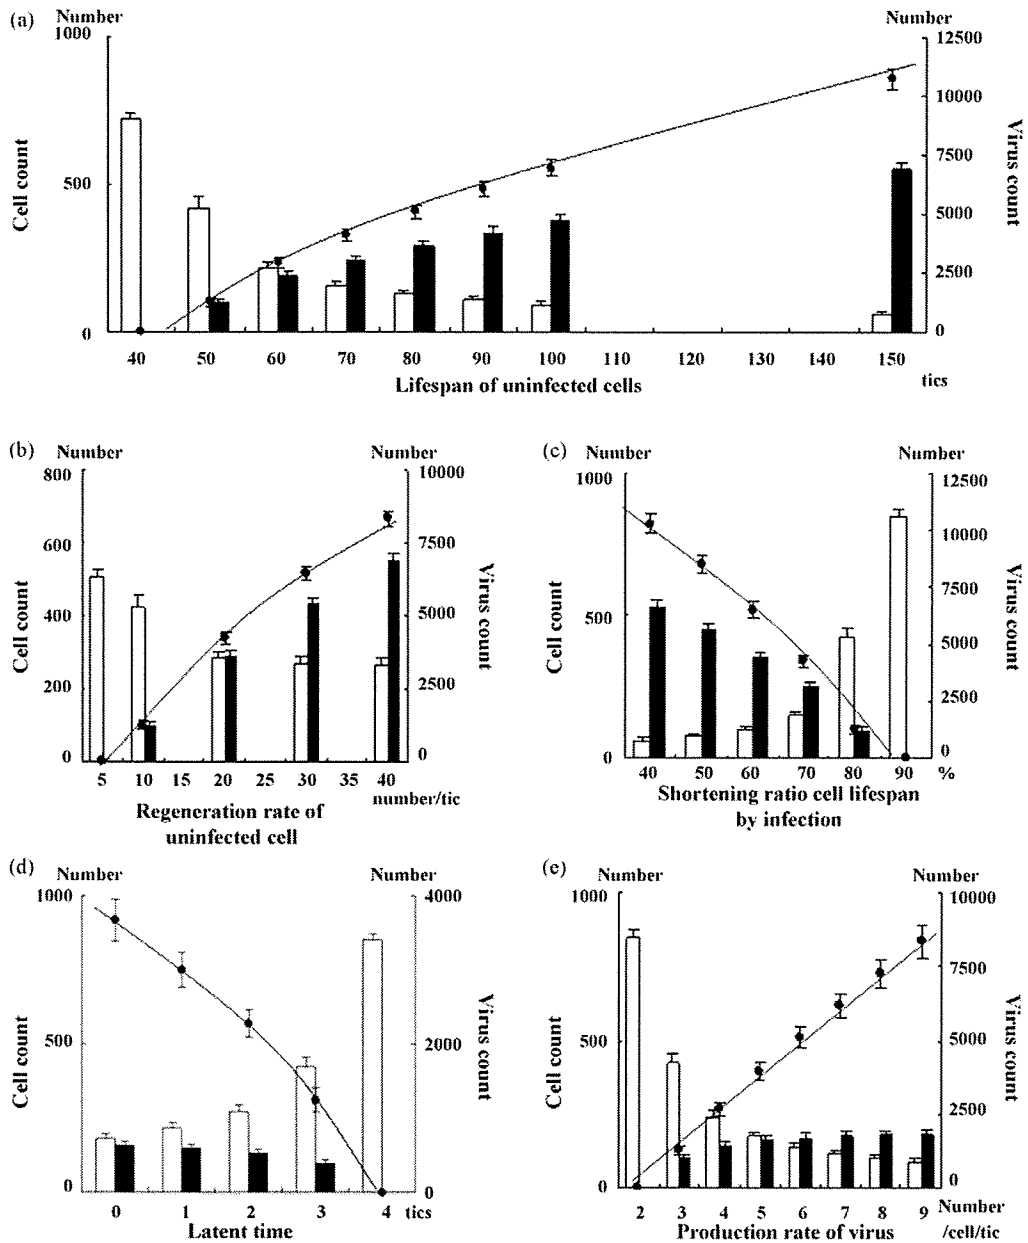 (a)
Number Number
1000
500
0
Cell count
12500
10000
7500
5000
2500
0
Virus count
40 50 60 70 80 90 100 110 120 130 140 150
tics
Lifespan of uninfected cells
(b)
Number Number
800
600
400
200
0
Cell count
10000
7500
5000
2500
0
Virus count
5 10 15 20 25 30 35 40
number/tic
Regeneration rate of
uninfected cell
(c)
Number Number
1000
500
0
Cell count
12500
10000
7500
5000
2500
0
Virus count
40 50 60 70 80 90 %
Shortening ratio cell lifespan
by infection
(d)
Number Number
1000
500
0
Cell count
4000
2000
0
Virus count
0 1 2 3 4 tics
Latent time
(e)
Number Number
1000
500
0
Cell count
10000
7500
5000
2500
0
Virus count
2 3 4 5 6 7 8 9 Number
/cell/tic
Production rate of virus